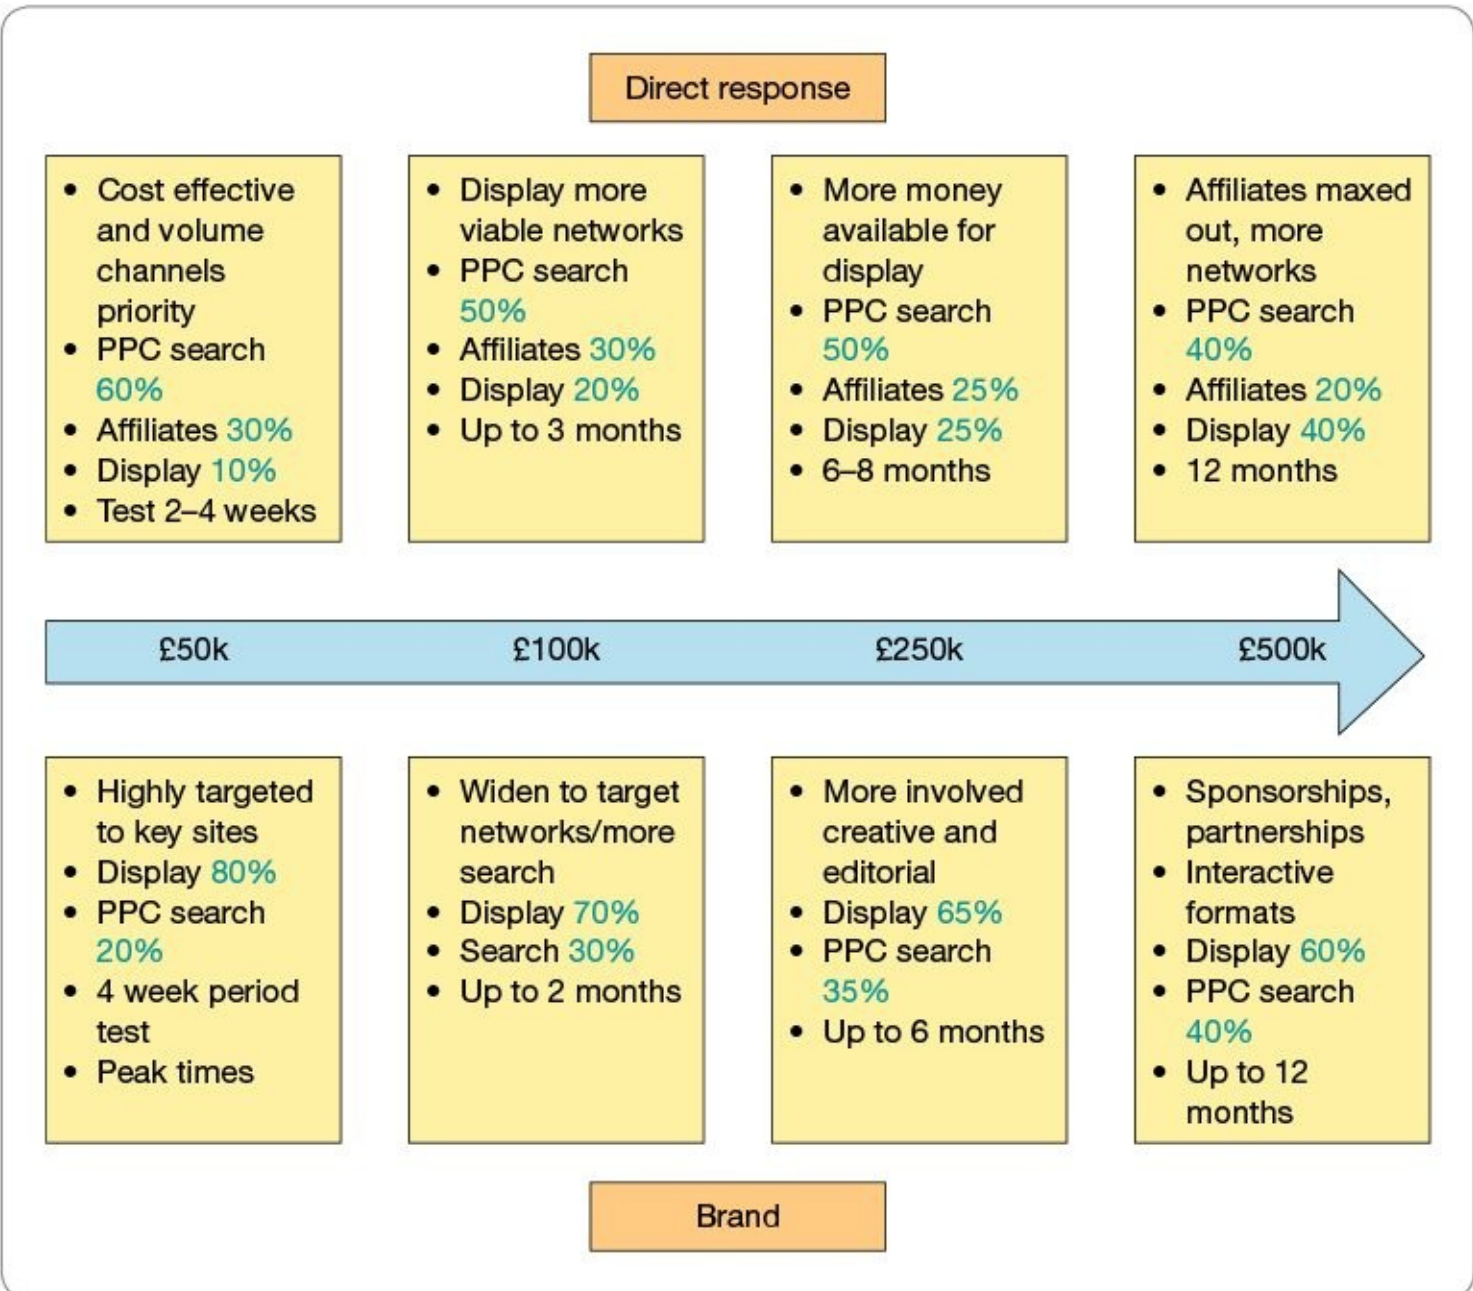 Direct response
• Cost effective
and volume
channels
priority
• PPC search
60%
• Affiliates 30%
• Display 10%
• Test 2–4 weeks
• Display more
viable networks
• PPC search
50%
• Affiliates 30%
• Display 20%
• Up to 3 months
• More money
available for
display
• PPC search
50%
• Affiliates 25%
• Display 25%
• 6–8 months
• Affiliates maxed
out, more
networks
• PPC search
40%
• Affiliates 20%
• Display 40%
• 12 months
£50k
£100k
£250k
£500k
• Highly targeted
to key sites
• Display 80%
• PPC search
20%
• 4 week period
test
• Peak times
• Widen to target
networks/more
search
• Display 70%
• Search 30%
• Up to 2 months
• More involved
creative and
editorial
• Display 65%
• PPC search
35%
• Up to 6 months
• Sponsorships,
partnerships
• Interactive
formats
• Display 60%
• PPC search
40%
• Up to 12
months
Brand